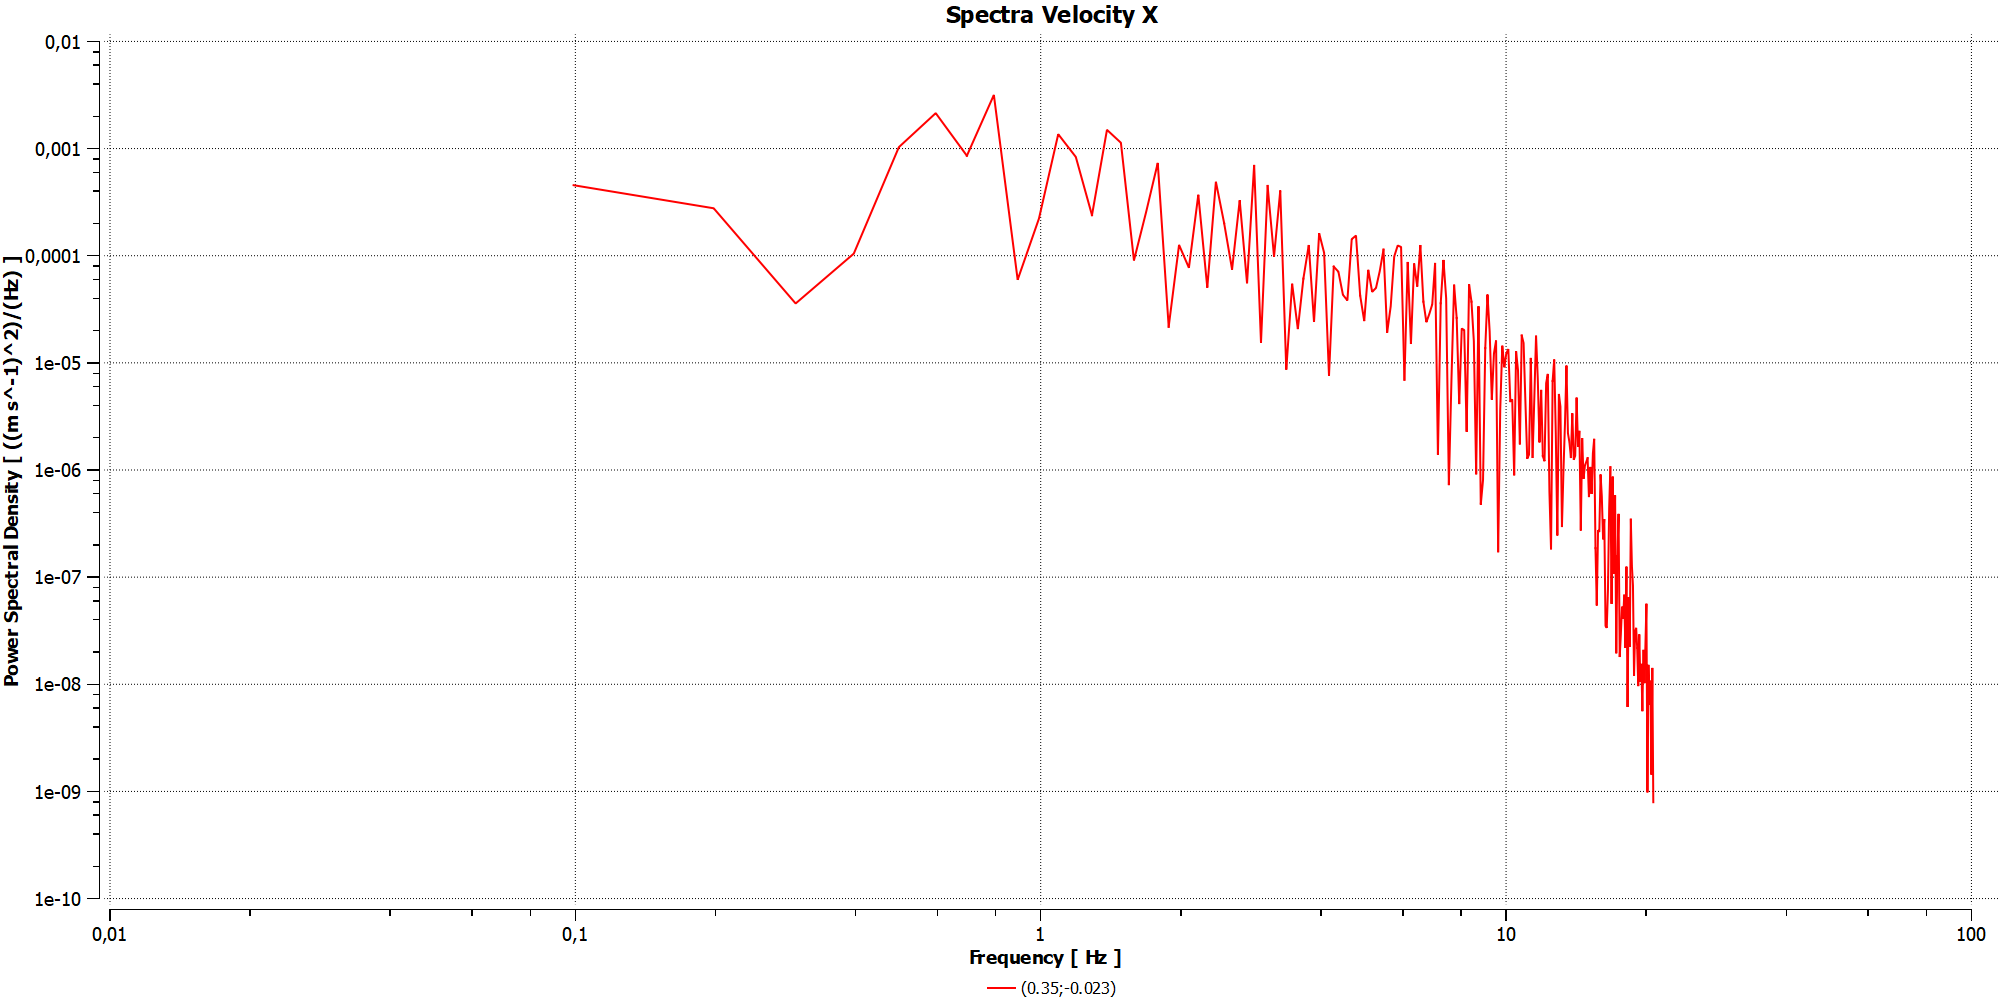 Spectra Velocity X
Power Spectral Density [ ((m s^-1)^2)/(Hz) ]
0,01
0,001
0,0001
1e-05
1e-06
1e-07
1e-08
1e-09
1e-10
0,01 0,1 1 10 100
Frequency [ Hz ]
(0.35;-0.023)